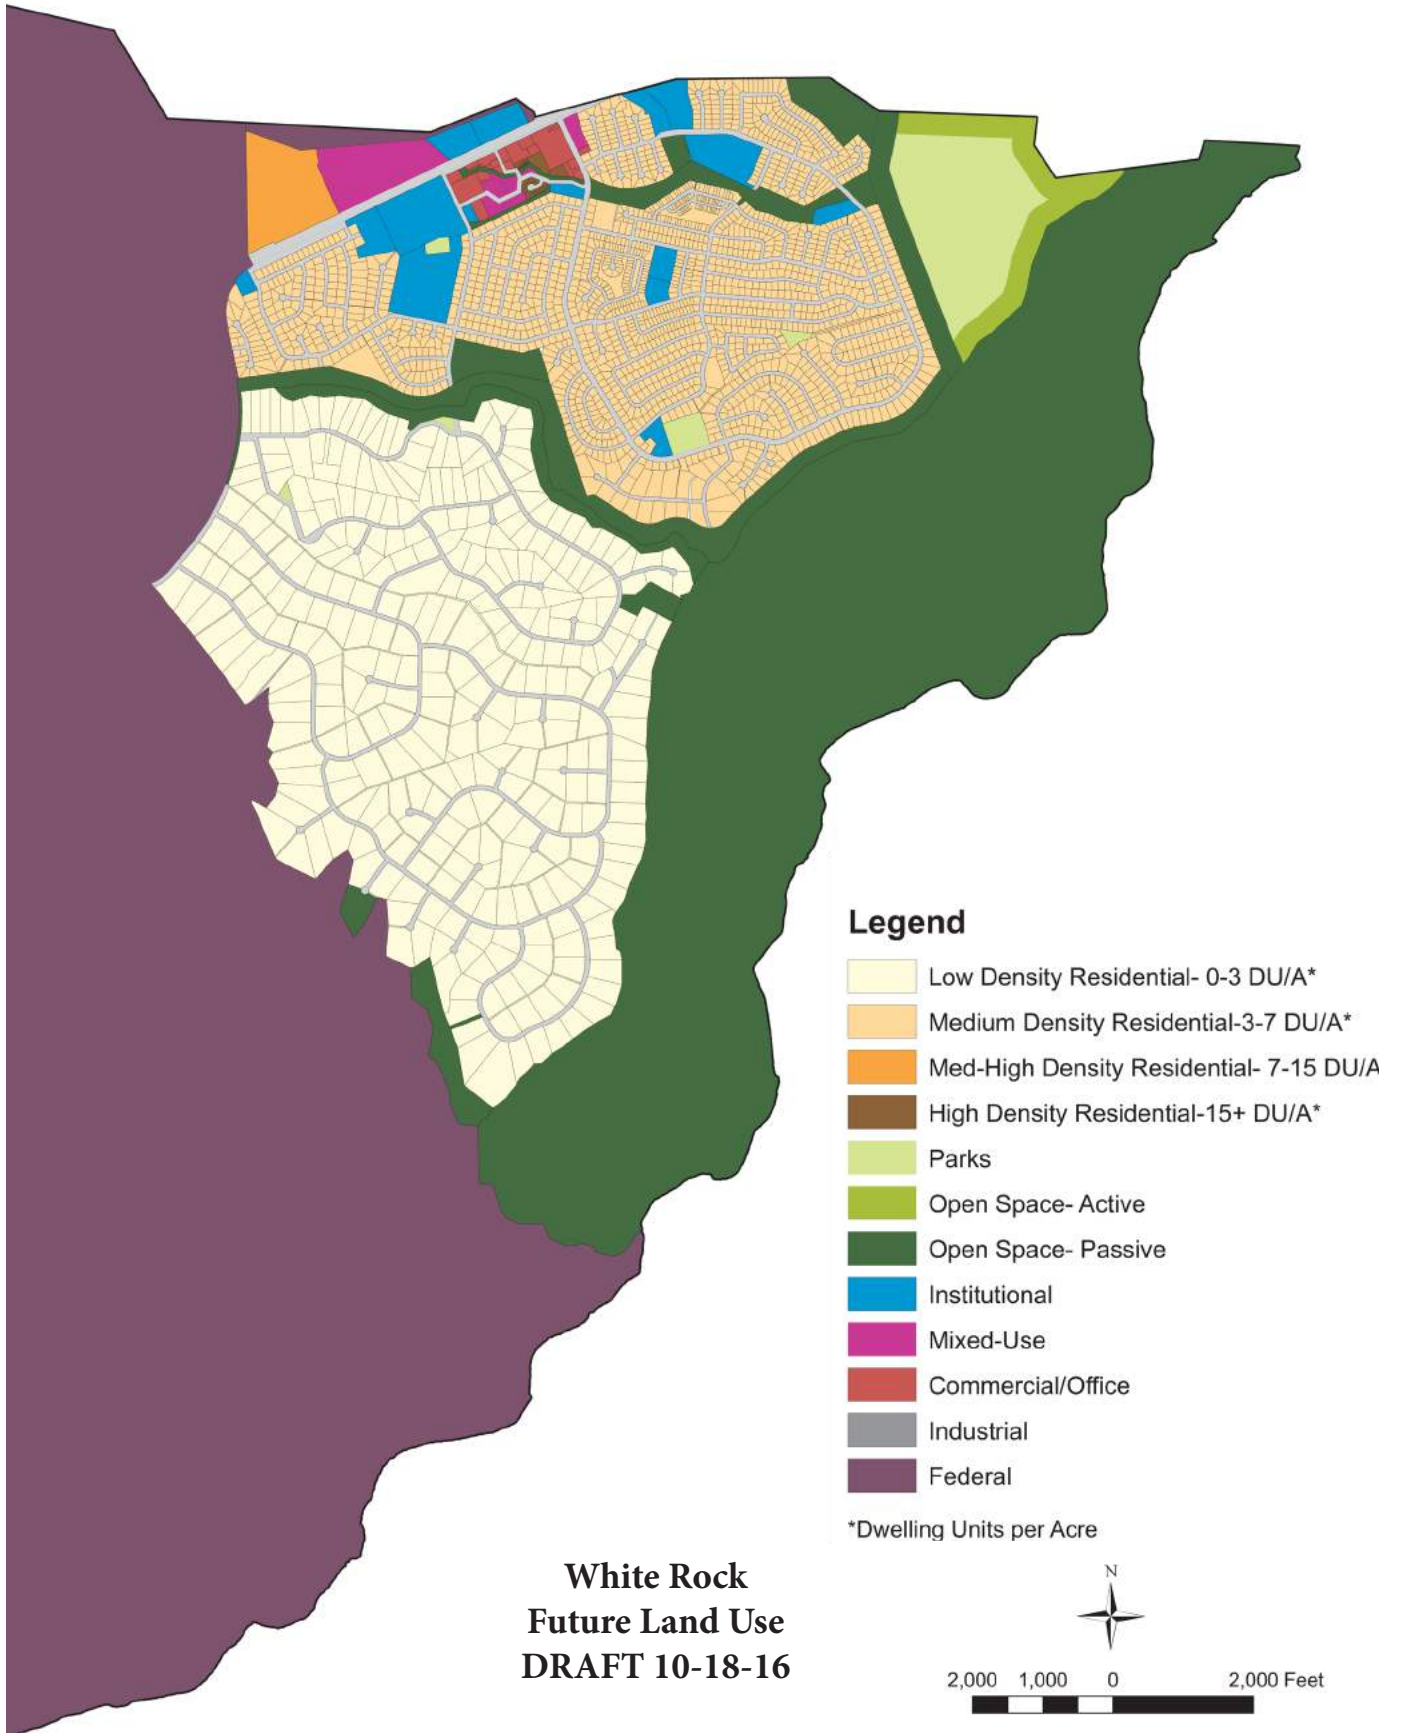 Legend
Low Density Residential- 0-3 DU/A*
Medium Density Residential-3-7 DU/A*
Med-High Density Residential- 7-15 DU/A
High Density Residential-15+ DU/A*
Parks
Open Space- Active
Open Space- Passive
Institutional
Mixed-Use
Commercial/Office
Industrial
Federal
*Dwelling Units per Acre
White Rock
Future Land Use
DRAFT 10-18-16
N
2,000 1,000 0 2,000 Feet